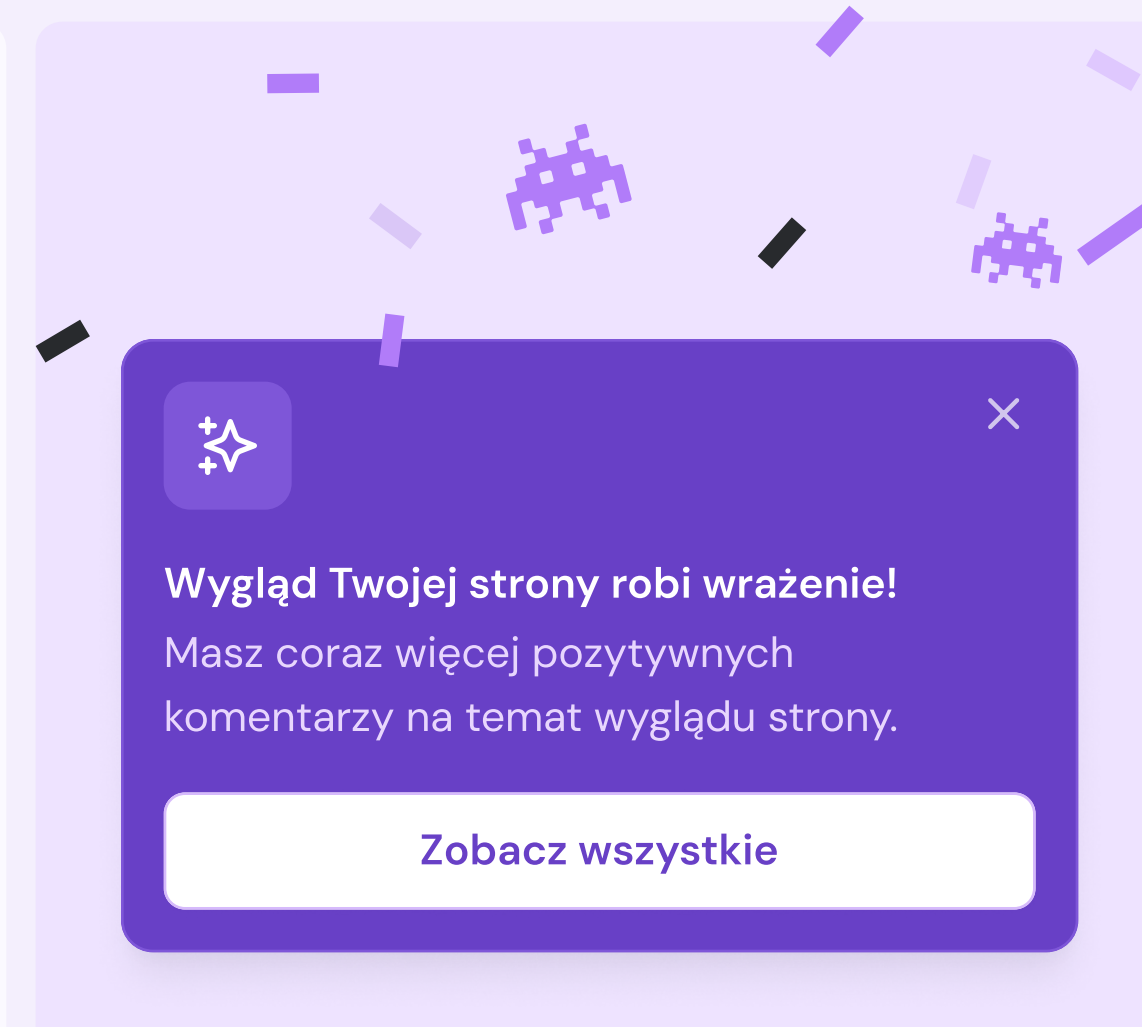 Wygląd Twojej strony robi wrażenie!
Masz coraz więcej pozytywnych
komentarzy na temat wyglądu strony.
Zobacz wszystkie